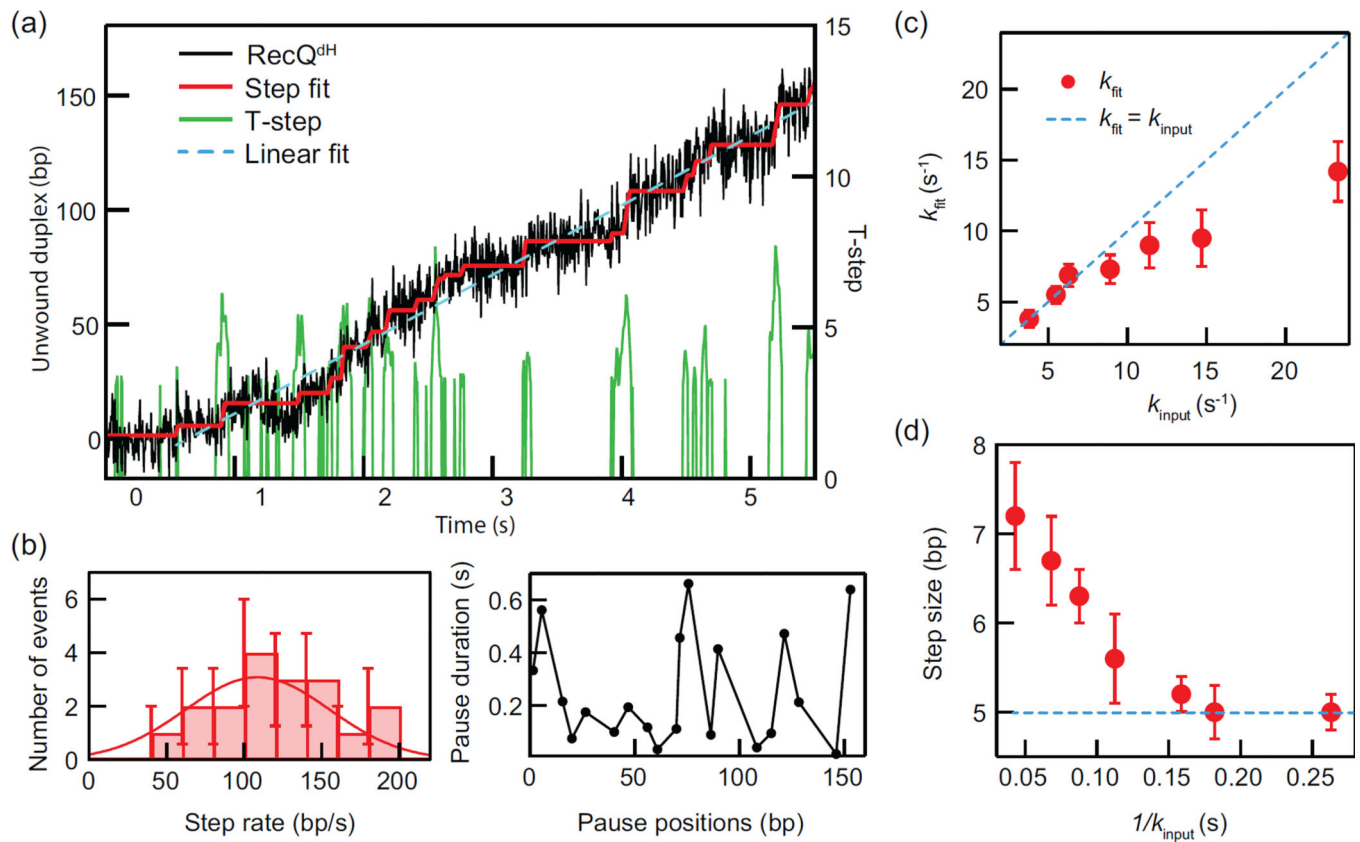 (a)
RecQdH
Step fit
T-step
Linear fit
Unwound duplex (bp)
150
100
50
0
15
10
5
0
T-step
0 1 2 3 4 5
Time (s)
(b)
Number of events
6
4
2
0
0 50 100 150 200
Step rate (bp/s)
Pause duration (s)
0.6
0.4
0.2
0 50 100 150
Pause positions (bp)
(c)
kfit
kfit = kinput
kfit (s-1)
20
15
10
5
5 10 15 20
kinput (s-1)
(d)
Step size (bp)
8
7
6
5
0.05 0.10 0.15 0.20 0.25
1/kinput (s)